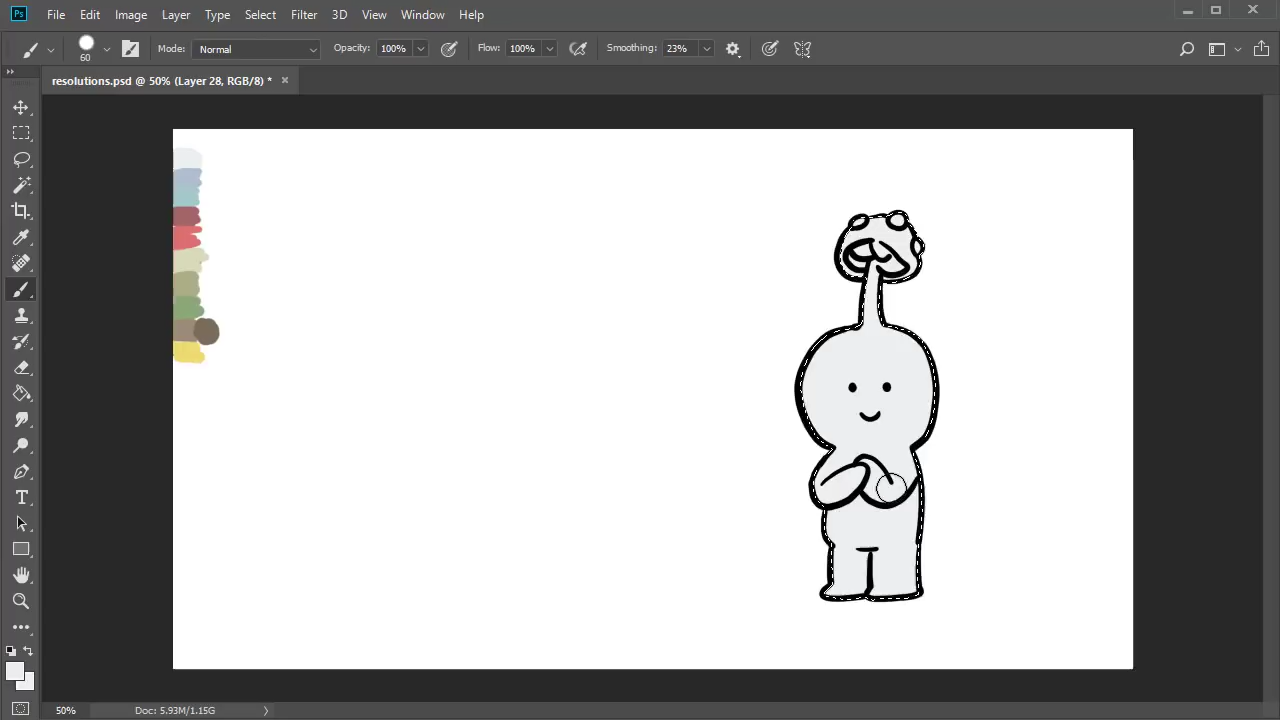 Ps File Edit Image Layer Type Select Filter 3D View Window Help
60 Mode: Normal Opacity: 100% Flow: 100% Smoothing: 23%
resolutions.psd @ 50% (Layer 28, RGB/8) *
T
50% Doc: 5.93M/1.15G